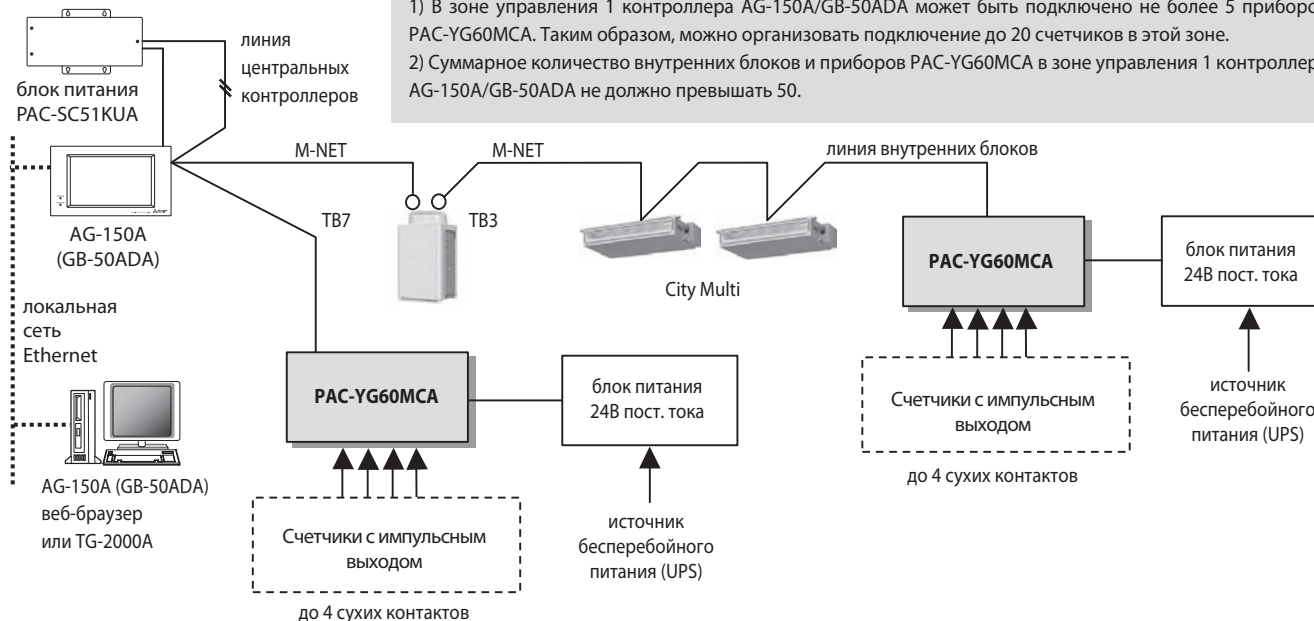 1) В зоне управления 1 контроллера AG-150A/GB-50ADA может быть подключено не более 5 приборо
PAC-YG60MCA. Таким образом, можно организовать подключение до 20 счетчиков в этой зоне.
2) Суммарное количество внутренних блоков и приборов PAC-YG60MCA в зоне управления 1 контроллер
AG-150A/GB-50ADA не должно превышать 50.
линия
центральных
контроллеров
блок питания
PAC-SC51KUA
M-NET
M-NET
линия внутренних блоков
TB7
TB3
AG-150A
(GB-50ADA)
City Multi
PAC-YG60MCA
блок питания
24В пост. тока
локальная
сеть
Ethernet
PAC-YG60MCA
блок питания
24В пост. тока
Счетчики с импульсным
выходом
источник
бесперебойного
питания (UPS)
до 4 сухих контактов
AG-150A (GB-50ADA)
веб-браузер
или TG-2000A
Счетчики с импульсным
выходом
источник
бесперебойного
питания (UPS)
до 4 сухих контактов